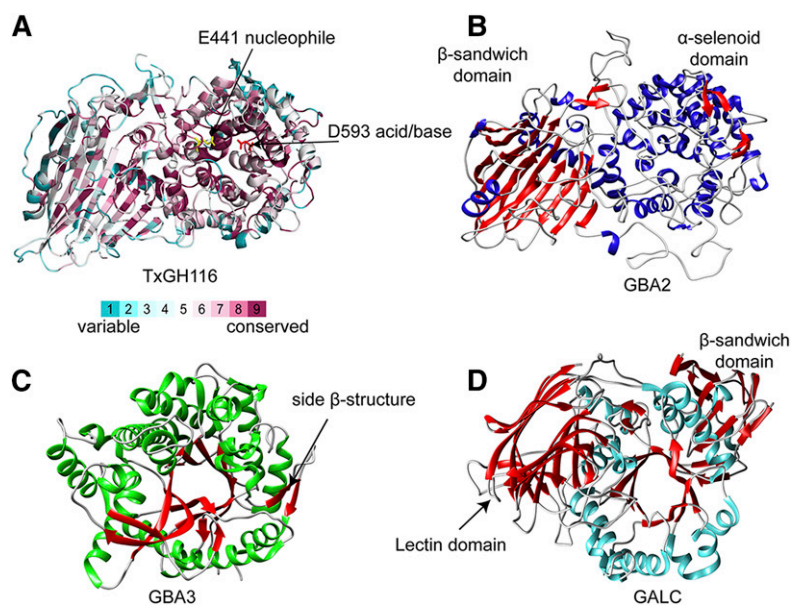 A
E441 nucleophile
D593 acid/base
TxGH116
1 2 3 4 5 6 7 8 9
variable conserved
B
β-sandwich
domain
α-selenoid
domain
GBA2
C
side β-structure
GBA3
D
β-sandwich
domain
Lectin domain
GALC